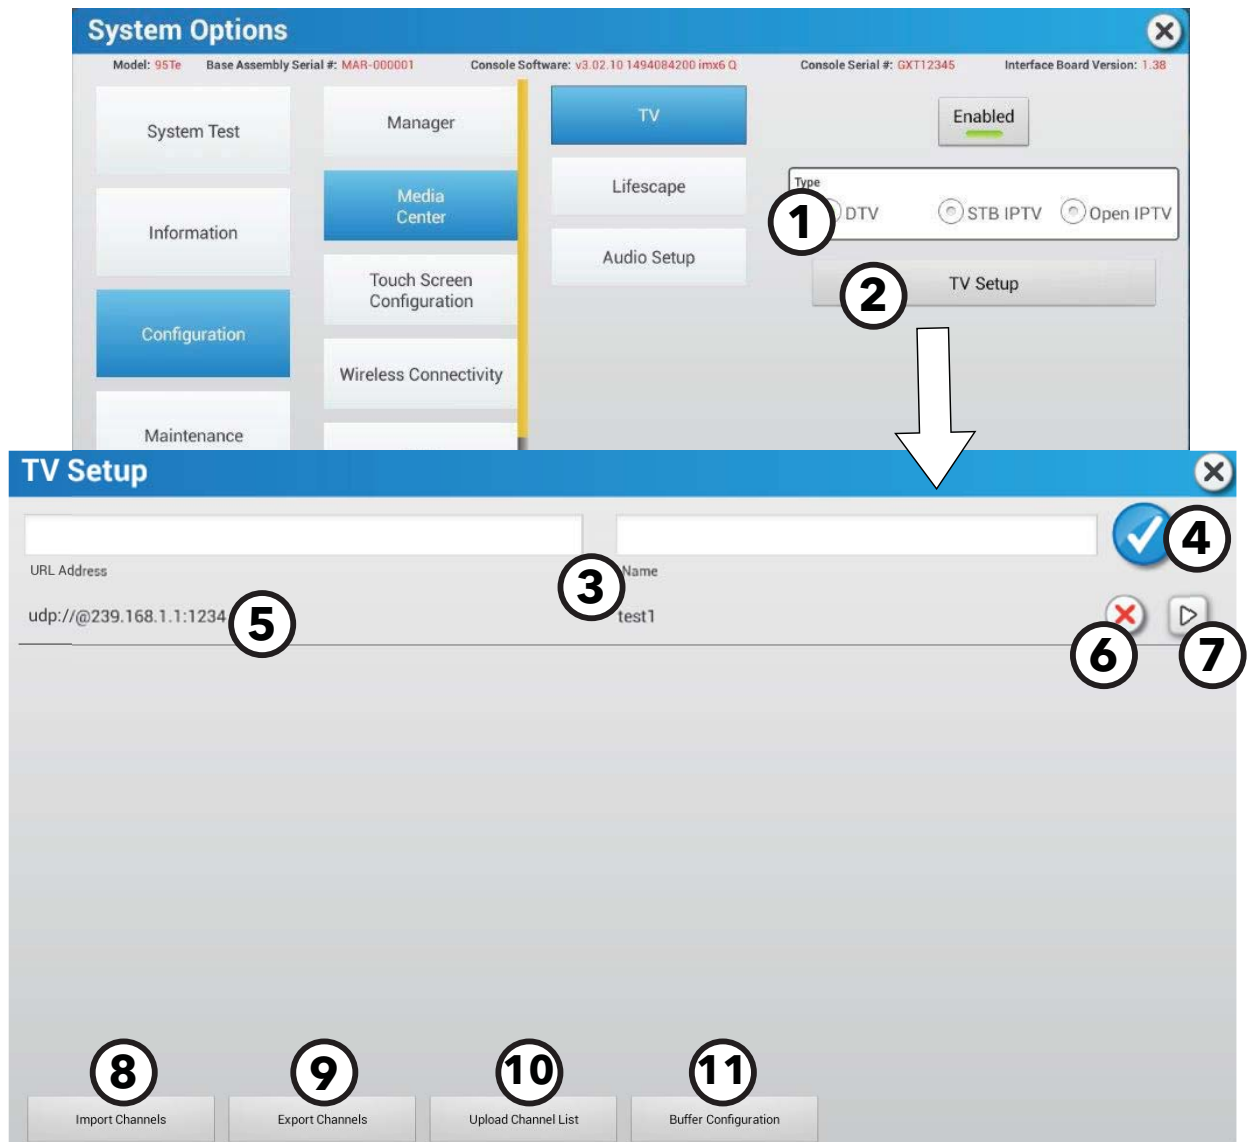 System Options
Model: 95Te Base Assembly Serial #: MAR-000001 Console Software: v3.02.10 1494084200 imx6 Q Console Serial #: GXT12345 Interface Board Version: 1.38
System Test
Information
Configuration
Maintenance
Manager
Media
Center
Touch Screen
Configuration
Wireless Connectivity
TV
Lifescape
Audio Setup
Enabled
Type
1
DTV STB IPTV Open IPTV
2
TV Setup
TV Setup
4
URL Address
3
Name
udp://@239.168.1.1:1234
5
test1
6
7
8
9
10
11
Import Channels
Export Channels
Upload Channel List
Buffer Configuration